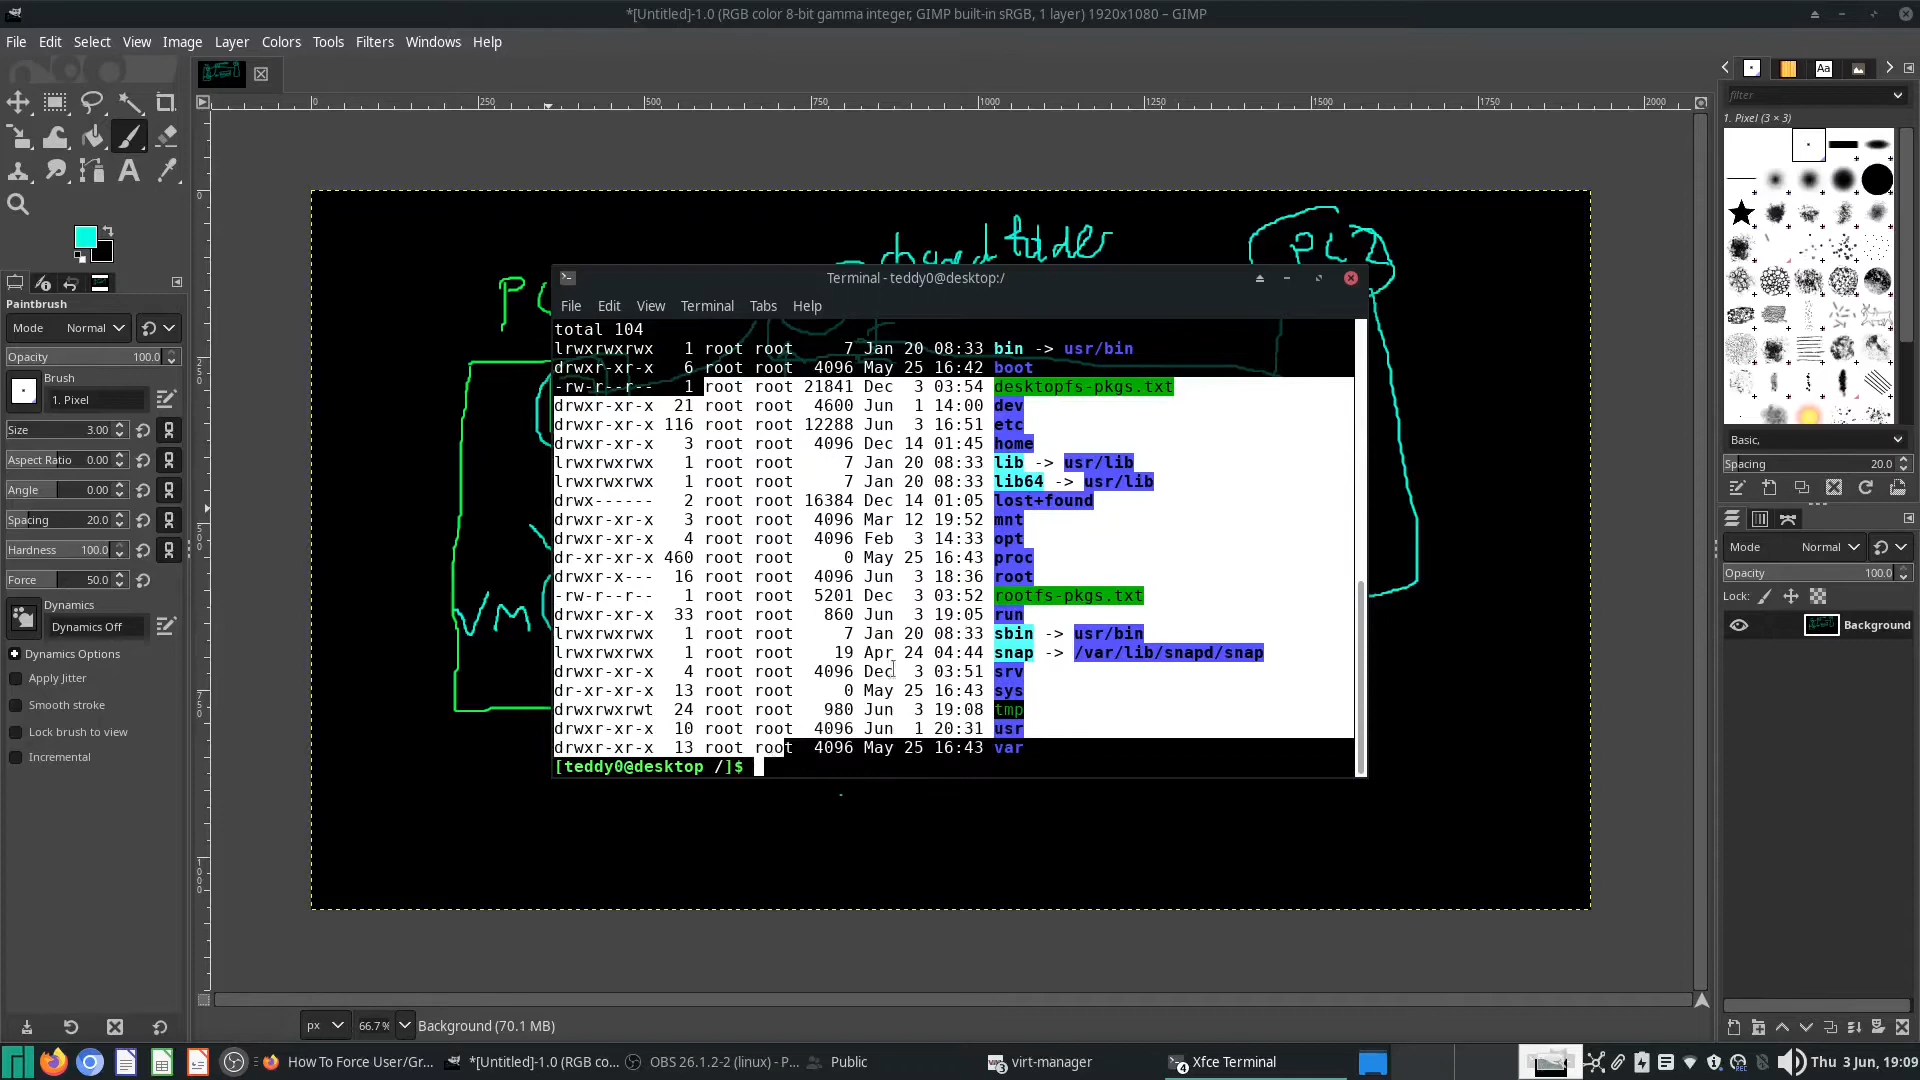 *[Untitled]-1.0 (RGB color 8-bit gamma integer, GIMP built-in sRGB, 1 layer) 1920x1080 – GIMP
File Edit Select View Image Layer Colors Tools Filters Windows Help
0 250 500 750 1000 1250 1500 1750 2000
filter
1. Pixel (3 × 3)
shared folder
PC2
P
VM
Paintbrush
Mode Normal
Opacity 100.0
Brush
1. Pixel
Size 3.00
Aspect Ratio 0.00
Angle 0.00
Spacing 20.0
Hardness 100.0
Force 50.0
Dynamics
Dynamics Off
Dynamics Options
Apply Jitter
Smooth stroke
Lock brush to view
Incremental
Terminal - teddy0@desktop:/
File Edit View Terminal Tabs Help
total 104
lrwxrwxrwx 1 root root 7 Jan 20 08:33 bin -> usr/bin
drwxr-xr-x 6 root root 4096 May 25 16:42 boot
-rw-r--r-- 1 root root 21841 Dec 3 03:54 desktopfs-pkgs.txt
drwxr-xr-x 21 root root 4600 Jun 1 14:00 dev
drwxr-xr-x 116 root root 12288 Jun 3 16:51 etc
drwxr-xr-x 3 root root 4096 Dec 14 01:45 home
lrwxrwxrwx 1 root root 7 Jan 20 08:33 lib -> usr/lib
lrwxrwxrwx 1 root root 7 Jan 20 08:33 lib64 -> usr/lib
drwx------ 2 root root 16384 Dec 14 01:05 lost+found
drwxr-xr-x 3 root root 4096 Mar 12 19:52 mnt
drwxr-xr-x 4 root root 4096 Feb 3 14:33 opt
dr-xr-xr-x 460 root root 0 May 25 16:43 proc
drwxr-x--- 16 root root 4096 Jun 3 18:36 root
-rw-r--r-- 1 root root 5201 Dec 3 03:52 rootfs-pkgs.txt
drwxr-xr-x 33 root root 860 Jun 3 19:05 run
lrwxrwxrwx 1 root root 7 Jan 20 08:33 sbin -> usr/bin
lrwxrwxrwx 1 root root 19 Apr 24 04:44 snap -> /var/lib/snapd/snap
drwxr-xr-x 4 root root 4096 Dec 3 03:51 srv
dr-xr-xr-x 13 root root 0 May 25 16:43 sys
drwxrwxrwt 24 root root 980 Jun 3 19:08 tmp
drwxr-xr-x 10 root root 4096 Jun 1 20:31 usr
drwxr-xr-x 13 root root 4096 May 25 16:43 var
[teddy0@desktop /]$
Basic,
Spacing 20.0
Mode Normal
Opacity 100.0
Lock:
Background
px 66.7 % Background (70.1 MB)
How To Force User/Gr... *[Untitled]-1.0 (RGB co... OBS 26.1.2-2 (linux) - P... Public 3 virt-manager 4 Xfce Terminal Thu 3 Jun, 19:09